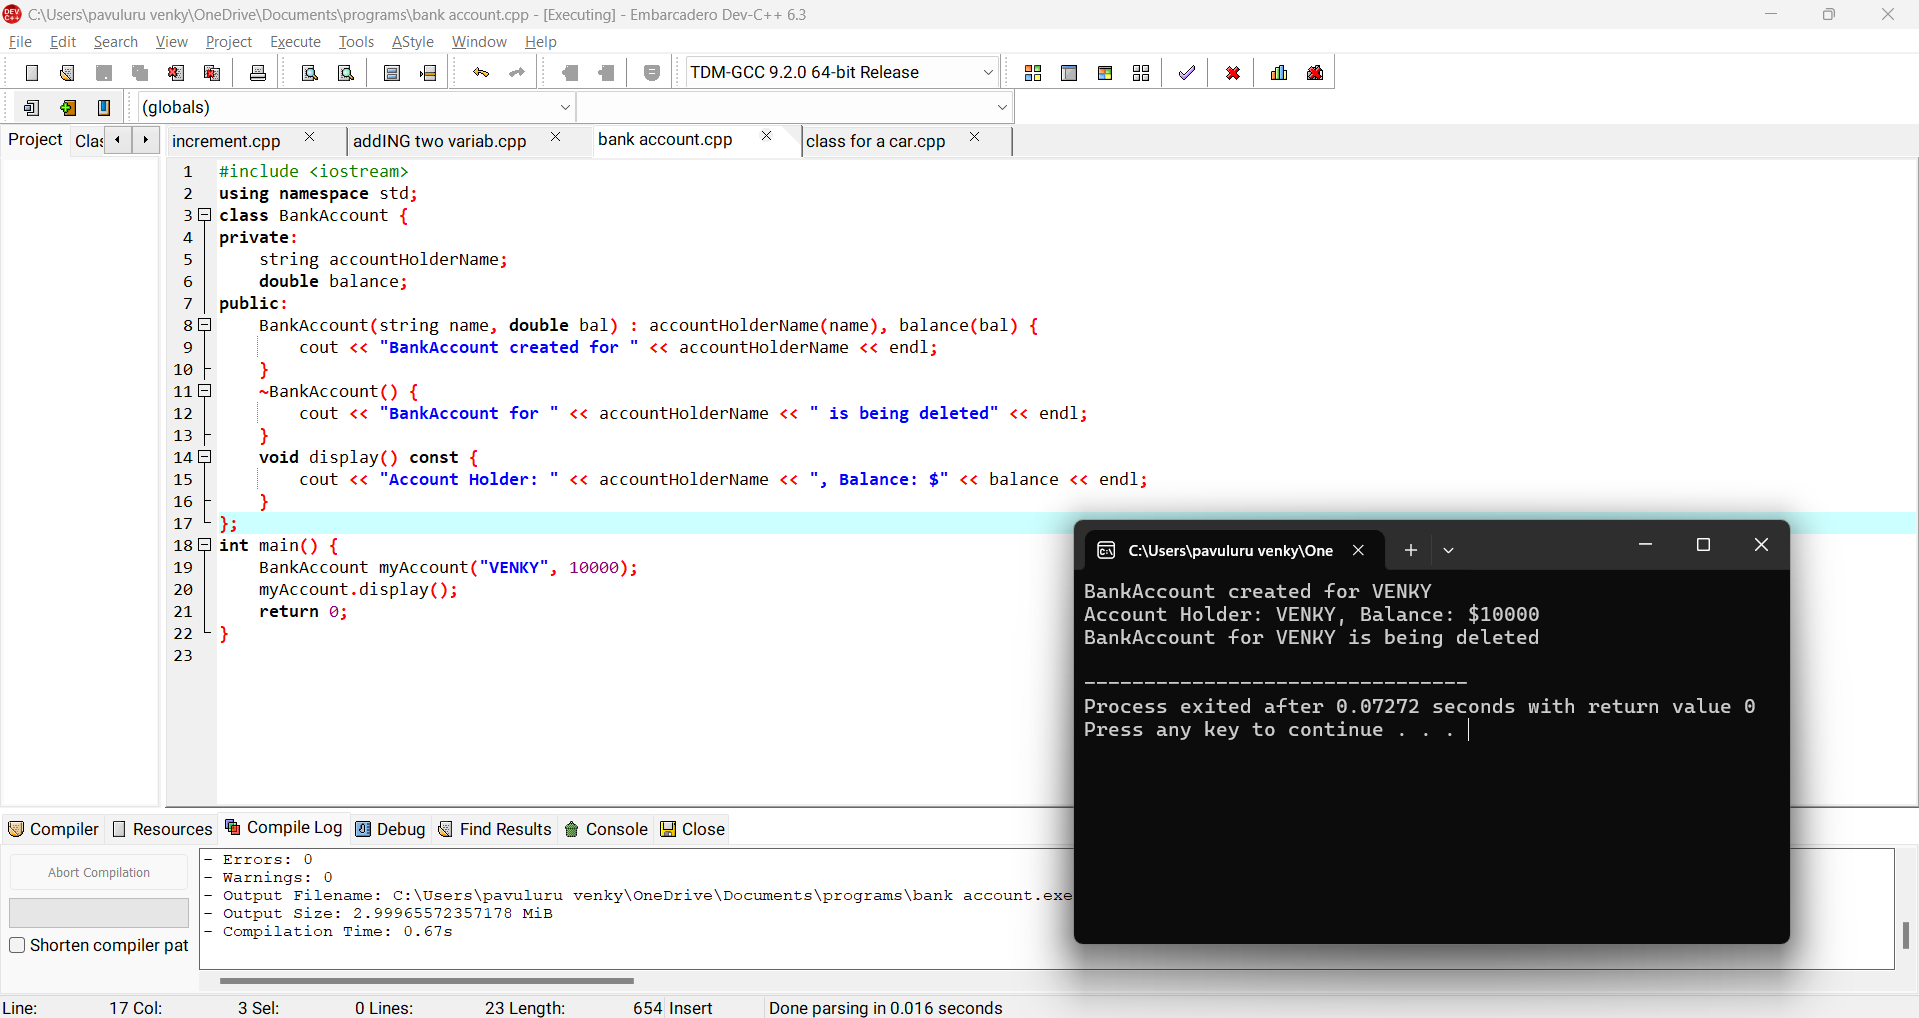 C:\Users\pavuluru venky\OneDrive\Documents\programs\bank account.cpp - [Executing] - Embarcadero Dev-C++ 6.3
File Edit Search View Project Execute Tools AStyle Window Help
TDM-GCC 9.2.0 64-bit Release
(globals)
Project Clas increment.cpp addING two variab.cpp bank account.cpp class for a car.cpp
1 #include <iostream>
2 using namespace std;
3 class BankAccount {
4 private:
5     string accountHolderName;
6     double balance;
7 public:
8     BankAccount(string name, double bal) : accountHolderName(name), balance(bal) {
9         cout << "BankAccount created for " << accountHolderName << endl;
10     }
11     ~BankAccount() {
12         cout << "BankAccount for " << accountHolderName << " is being deleted" << endl;
13     }
14     void display() const {
15         cout << "Account Holder: " << accountHolderName << ", Balance: $" << balance << endl;
16     }
17 };
18 int main() {
19     BankAccount myAccount("VENKY", 10000);
20     myAccount.display();
21     return 0;
22 }
23
C:\Users\pavuluru venky\One
BankAccount created for VENKY
Account Holder: VENKY, Balance: $10000
BankAccount for VENKY is being deleted
--------------------------------
Process exited after 0.07272 seconds with return value 0
Press any key to continue . . .
Compiler Resources Compile Log Debug Find Results Console Close
Abort Compilation
Shorten compiler pat
- Errors: 0
- Warnings: 0
- Output Filename: C:\Users\pavuluru venky\OneDrive\Documents\programs\bank account.exe
- Output Size: 2.99965572357178 MiB
- Compilation Time: 0.67s
Line: 17 Col: 3 Sel: 0 Lines: 23 Length: 654 Insert Done parsing in 0.016 seconds